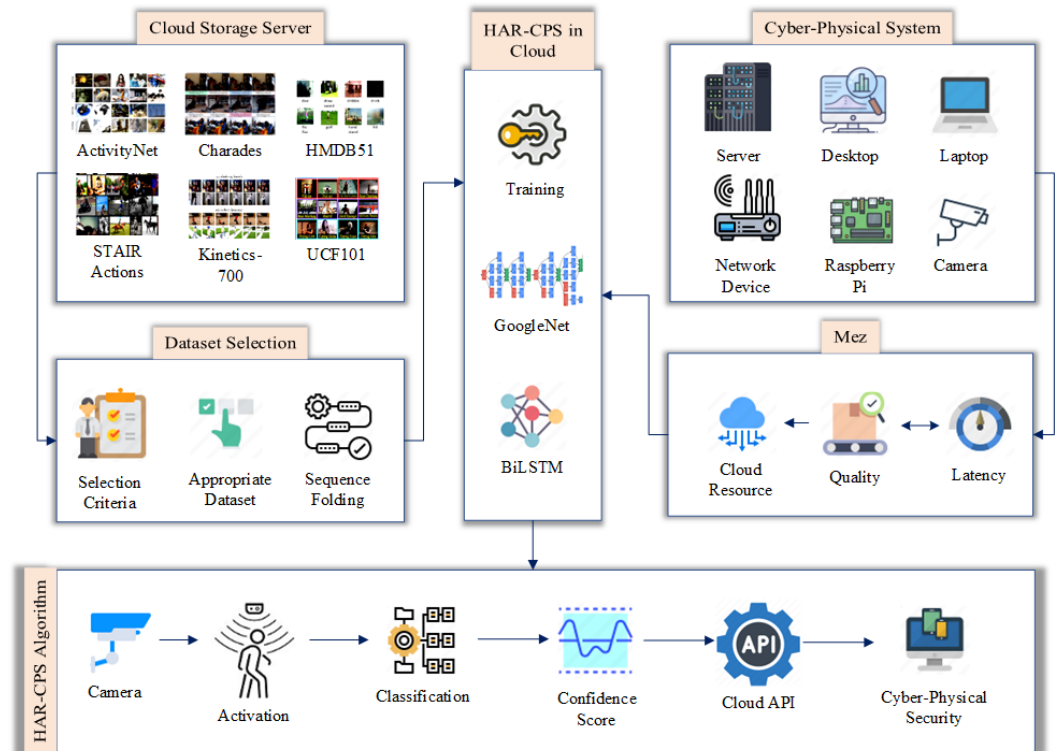 Cloud Storage Server
ActivityNet
Charades
HMDB51
STAIR
Actions
Kinetics-
700
UCF101
HAR-CPS in
Cloud
Training
GoogleNet
BiLSTM
Cyber-Physical System
Server
Desktop
Laptop
Network
Device
Raspberry
Pi
Camera
Dataset Selection
Selection
Criteria
Appropriate
Dataset
Sequence
Folding
Mez
Cloud
Resource
Quality
Latency
HAR-CPS Algorithm
Camera
Activation
Classification
Confidence
Score
API
Cloud API
Cyber-Physical
Security